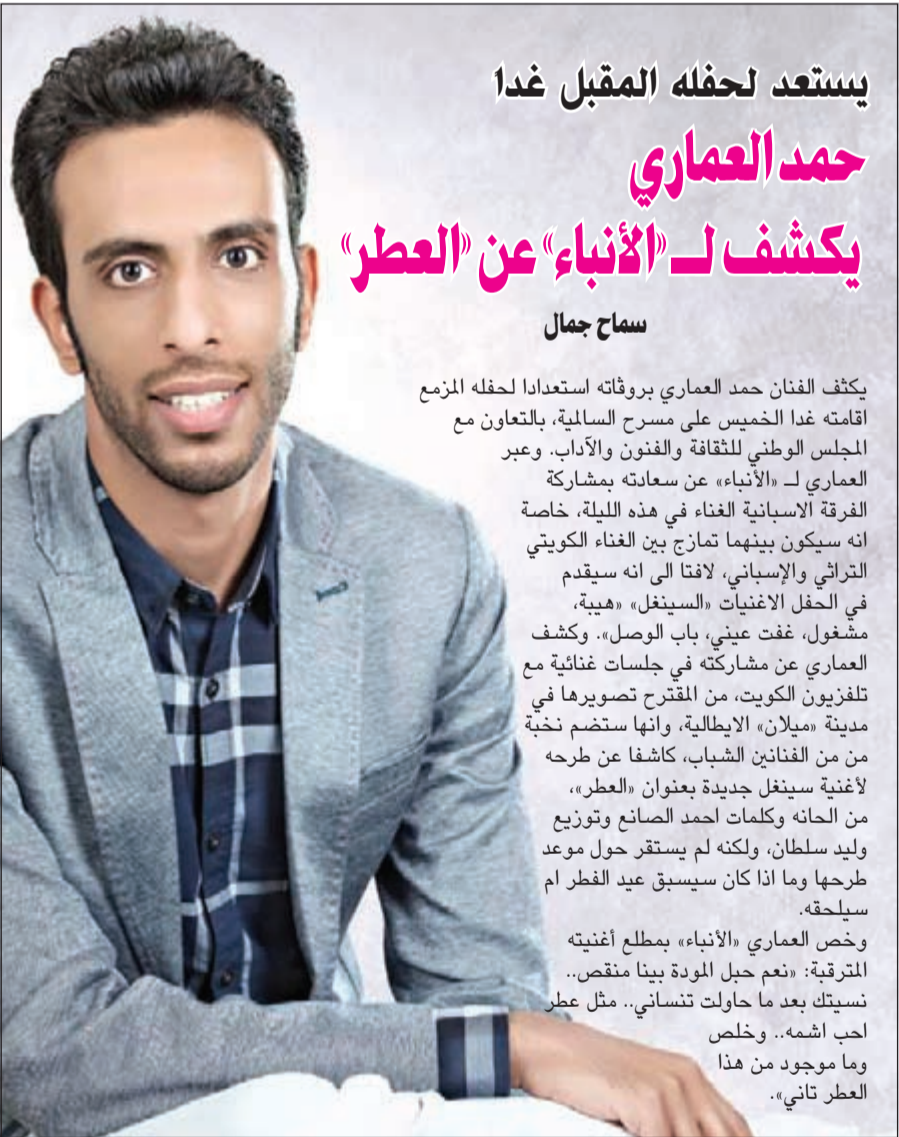 يستعد لحفله المقبل غدا
حمد العماري
يكشف لـ «الأنباء» عن «العطر»
سماح جمال
يكثف الفنان حمد العماري بروڤاته استعدادا لحفله المزمع
اقامته غدا الخميس على مسرح السالمية، بالتعاون مع
المجلس الوطني للثقافة والفنون والآداب. وعبر
العماري لـ «الأنباء» عن سعادته بمشاركة
الفرقة الاسبانية الغناء في هذه الليلة، خاصة
انه سيكون بينهما تمازج بين الغناء الكويتي
التراثي والإسباني، لافتا الى انه سيقدم
في الحفل الاغنيات «السينغل» «هيبة،
مشغول، غفت عيني، باب الوصل». وكشف
العماري عن مشاركته في جلسات غنائية مع
تلفزيون الكويت، من المقترح تصويرها في
مدينة «ميلان» الايطالية، وانها ستضم نخبة
من من الفنانين الشباب، كاشفا عن طرحه
لأغنية سينغل جديدة بعنوان «العطر»،
من الحانه وكلمات احمد الصانع وتوزيع
وليد سلطان، ولكنه لم يستقر حول موعد
طرحها وما اذا كان سيسبق عيد الفطر ام
سيلحقه.
وخص العماري «الأنباء» بمطلع أغنيته
المترقبة: «نعم حبل المودة بينا منقص..
نسيتك بعد ما حاولت تنساني.. مثل عطر
احب اشمه.. وخلص
وما موجود من هذا
العطر تاني».